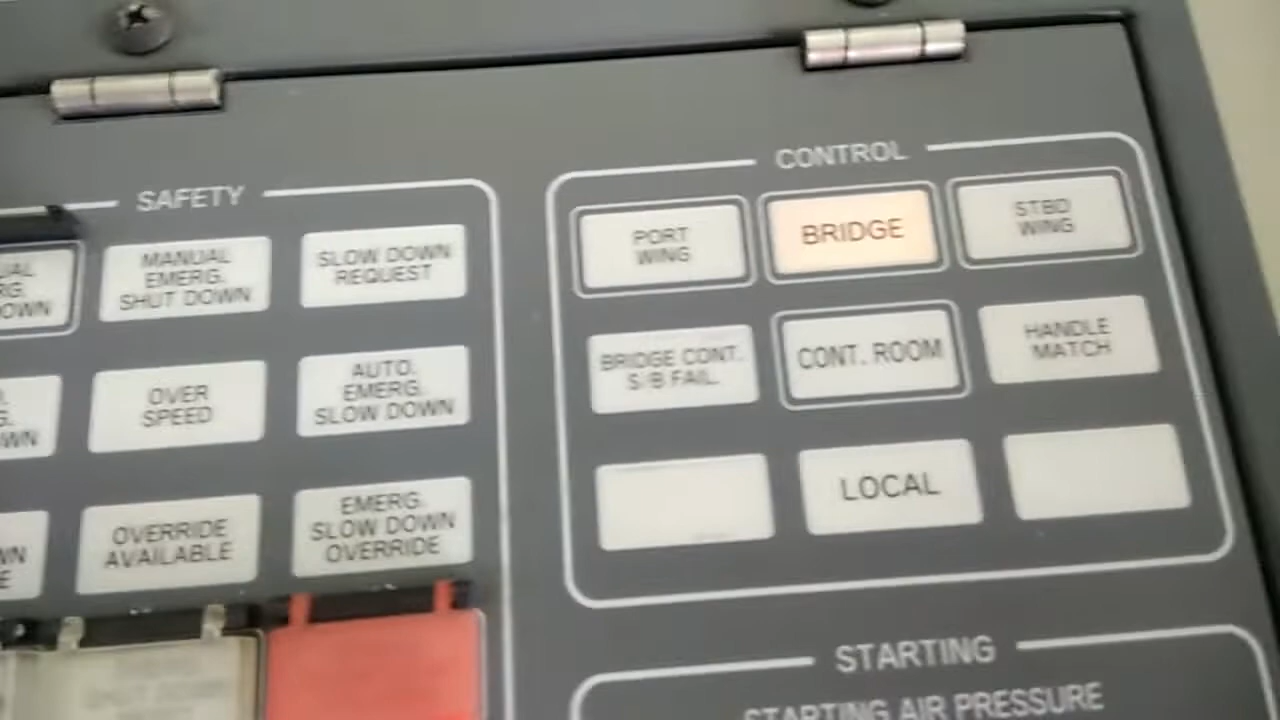 SAFETY
MANUAL
EMERG.
SHUT DOWN
SLOW DOWN
REQUEST
OVER
SPEED
AUTO.
EMERG.
SLOW DOWN
OVERRIDE
AVAILABLE
EMERG.
SLOW DOWN
OVERRIDE
CONTROL
PORT
WING
BRIDGE
STBD
WING
BRIDGE CONT.
S/B FAIL.
CONT. ROOM
HANDLE
MATCH
LOCAL
STARTING
STARTING AIR PRESSURE